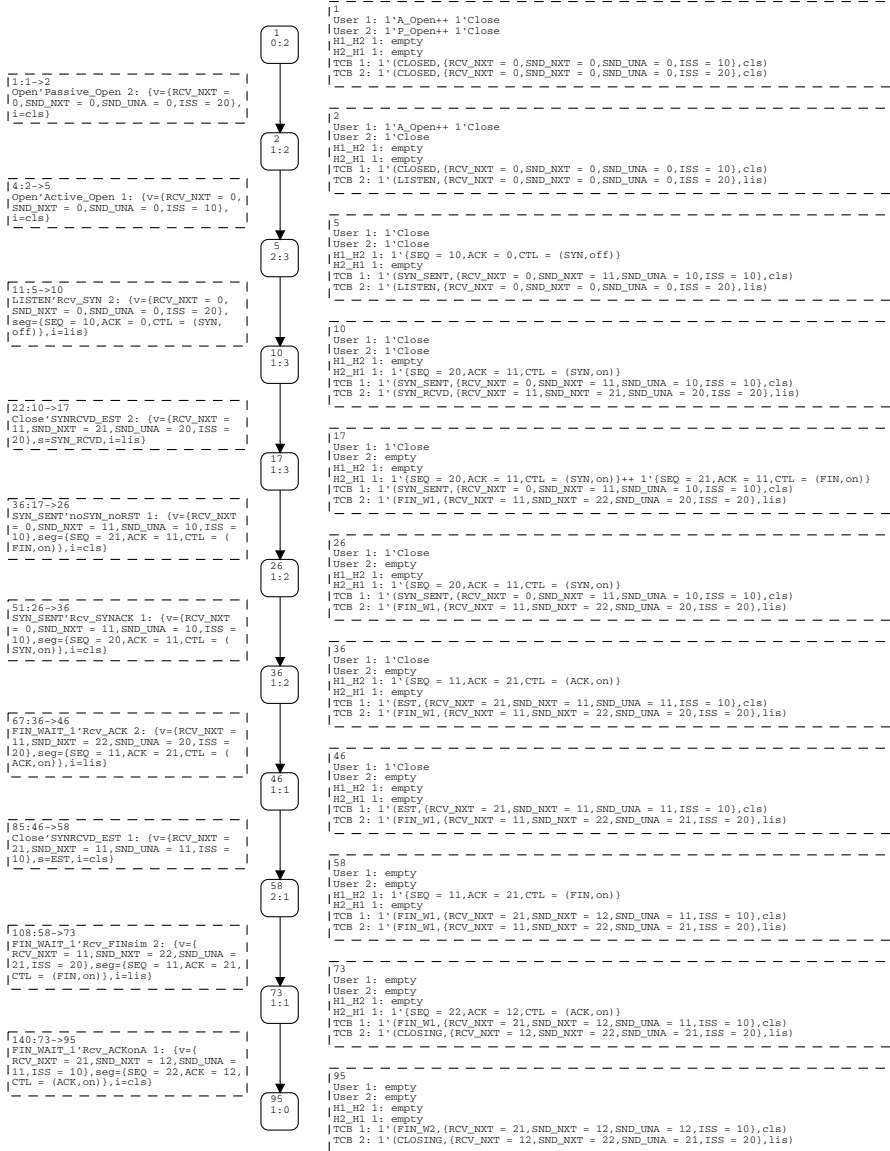 1
0:2
1
User 1: 1`A_Open++ 1`Close
User 2: 1`P_Open++ 1`Close
H1_H2 1: empty
H2_H1 1: empty
TCB 1: 1`(CLOSED,{RCV_NXT = 0,SND_NXT = 0,SND_UNA = 0,ISS = 10},cls)
TCB 2: 1`(CLOSED,{RCV_NXT = 0,SND_NXT = 0,SND_UNA = 0,ISS = 20},cls)
1:1->2
Open'Passive_Open 2: {v={RCV_NXT =
0,SND_NXT = 0,SND_UNA = 0,ISS = 20},
i=cls}
2
1:2
2
User 1: 1`A_Open++ 1`Close
User 2: 1`Close
H1_H2 1: empty
H2_H1 1: empty
TCB 1: 1`(CLOSED,{RCV_NXT = 0,SND_NXT = 0,SND_UNA = 0,ISS = 10},cls)
TCB 2: 1`(LISTEN,{RCV_NXT = 0,SND_NXT = 0,SND_UNA = 0,ISS = 20},lis)
4:2->5
Open'Active_Open 1: {v={RCV_NXT = 0,
SND_NXT = 0,SND_UNA = 0,ISS = 10},
i=cls}
5
2:3
5
User 1: 1`Close
User 2: 1`Close
H1_H2 1: 1`{SEQ = 10,ACK = 0,CTL = (SYN,off)}
H2_H1 1: empty
TCB 1: 1`(SYN_SENT,{RCV_NXT = 0,SND_NXT = 11,SND_UNA = 10,ISS = 10},cls)
TCB 2: 1`(LISTEN,{RCV_NXT = 0,SND_NXT = 0,SND_UNA = 0,ISS = 20},lis)
11:5->10
LISTEN'Rcv_SYN 2: {v={RCV_NXT = 0,
SND_NXT = 0,SND_UNA = 0,ISS = 20},
seg={SEQ = 10,ACK = 0,CTL = (SYN,
off)},i=lis}
10
1:3
10
User 1: 1`Close
User 2: 1`Close
H1_H2 1: empty
H2_H1 1: 1`{SEQ = 20,ACK = 11,CTL = (SYN,on)}
TCB 1: 1`(SYN_SENT,{RCV_NXT = 0,SND_NXT = 11,SND_UNA = 10,ISS = 10},cls)
TCB 2: 1`(SYN_RCVD,{RCV_NXT = 11,SND_NXT = 21,SND_UNA = 20,ISS = 20},lis)
22:10->17
Close'SYNRCVD_EST 2: {v={RCV_NXT =
11,SND_NXT = 21,SND_UNA = 20,ISS =
20},s=SYN_RCVD,i=lis}
17
1:3
17
User 1: 1`Close
User 2: empty
H1_H2 1: empty
H2_H1 1: 1`{SEQ = 20,ACK = 11,CTL = (SYN,on)}++ 1`{SEQ = 21,ACK = 11,CTL = (FIN,on)}
TCB 1: 1`(SYN_SENT,{RCV_NXT = 0,SND_NXT = 11,SND_UNA = 10,ISS = 10},cls)
TCB 2: 1`(FIN_W1,{RCV_NXT = 11,SND_NXT = 22,SND_UNA = 20,ISS = 20},lis)
36:17->26
SYN_SENT'noSYN_noRST 1: {v={RCV_NXT
= 0,SND_NXT = 11,SND_UNA = 10,ISS =
10},seg={SEQ = 21,ACK = 11,CTL = (
FIN,on)},i=cls}
26
1:2
26
User 1: 1`Close
User 2: empty
H1_H2 1: empty
H2_H1 1: 1`{SEQ = 20,ACK = 11,CTL = (SYN,on)}
TCB 1: 1`(SYN_SENT,{RCV_NXT = 0,SND_NXT = 11,SND_UNA = 10,ISS = 10},cls)
TCB 2: 1`(FIN_W1,{RCV_NXT = 11,SND_NXT = 22,SND_UNA = 20,ISS = 20},lis)
51:26->36
SYN_SENT'Rcv_SYNACK 1: {v={RCV_NXT
= 0,SND_NXT = 11,SND_UNA = 10,ISS =
10},seg={SEQ = 20,ACK = 11,CTL = (
SYN,on)},i=cls}
36
1:2
36
User 1: 1`Close
User 2: empty
H1_H2 1: 1`{SEQ = 11,ACK = 21,CTL = (ACK,on)}
H2_H1 1: empty
TCB 1: 1`(EST,{RCV_NXT = 21,SND_NXT = 11,SND_UNA = 11,ISS = 10},cls)
TCB 2: 1`(FIN_W1,{RCV_NXT = 11,SND_NXT = 22,SND_UNA = 20,ISS = 20},lis)
67:36->46
FIN_WAIT_1'Rcv_ACK 2: {v={RCV_NXT =
11,SND_NXT = 22,SND_UNA = 20,ISS =
20},seg={SEQ = 11,ACK = 21,CTL = (
ACK,on)},i=lis}
46
1:1
46
User 1: 1`Close
User 2: empty
H1_H2 1: empty
H2_H1 1: empty
TCB 1: 1`(EST,{RCV_NXT = 21,SND_NXT = 11,SND_UNA = 11,ISS = 10},cls)
TCB 2: 1`(FIN_W1,{RCV_NXT = 11,SND_NXT = 22,SND_UNA = 21,ISS = 20},lis)
85:46->58
Close'SYNRCVD_EST 1: {v={RCV_NXT =
21,SND_NXT = 11,SND_UNA = 11,ISS =
10},s=EST,i=cls}
58
2:1
58
User 1: empty
User 2: empty
H1_H2 1: 1`{SEQ = 11,ACK = 21,CTL = (FIN,on)}
H2_H1 1: empty
TCB 1: 1`(FIN_W1,{RCV_NXT = 21,SND_NXT = 12,SND_UNA = 11,ISS = 10},cls)
TCB 2: 1`(FIN_W1,{RCV_NXT = 11,SND_NXT = 22,SND_UNA = 21,ISS = 20},lis)
108:58->73
FIN_WAIT_1'Rcv_FINsim 2: {v={
RCV_NXT = 11,SND_NXT = 22,SND_UNA =
21,ISS = 20},seg={SEQ = 11,ACK = 21,
CTL = (FIN,on)},i=lis}
73
1:1
73
User 1: empty
User 2: empty
H1_H2 1: empty
H2_H1 1: 1`{SEQ = 22,ACK = 12,CTL = (ACK,on)}
TCB 1: 1`(FIN_W1,{RCV_NXT = 21,SND_NXT = 12,SND_UNA = 11,ISS = 10},cls)
TCB 2: 1`(CLOSING,{RCV_NXT = 12,SND_NXT = 22,SND_UNA = 21,ISS = 20},lis)
140:73->95
FIN_WAIT_1'Rcv_ACKonA 1: {v={
RCV_NXT = 21,SND_NXT = 12,SND_UNA =
11,ISS = 10},seg={SEQ = 22,ACK = 12,
CTL = (ACK,on)},i=cls}
95
1:0
95
User 1: empty
User 2: empty
H1_H2 1: empty
H2_H1 1: empty
TCB 1: 1`(FIN_W2,{RCV_NXT = 21,SND_NXT = 12,SND_UNA = 12,ISS = 10},cls)
TCB 2: 1`(CLOSING,{RCV_NXT = 12,SND_NXT = 22,SND_UNA = 21,ISS = 20},lis)